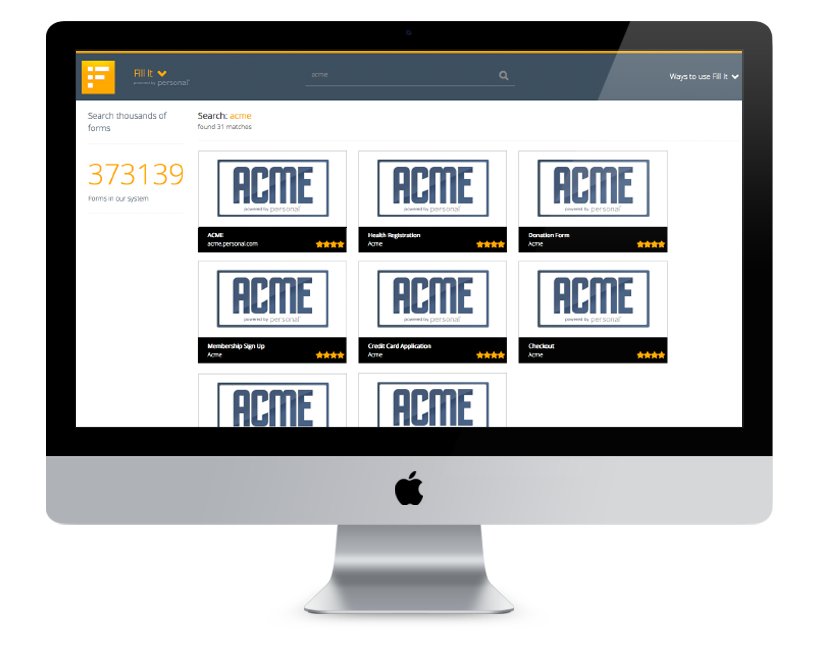 Fill It
powered by personal
acme
Ways to use Fill It
Search thousands of
forms
373139
Forms in our system
Search: acme
found 31 matches
ACME
powered by personal
ACME
acme.personal.com
ACME
powered by personal
Health Registration
Acme
ACME
powered by personal
Donation Form
Acme
ACME
powered by personal
Membership Sign Up
Acme
ACME
powered by personal
Credit Card Application
Acme
ACME
powered by personal
Checkout
Acme
ACME
ACME